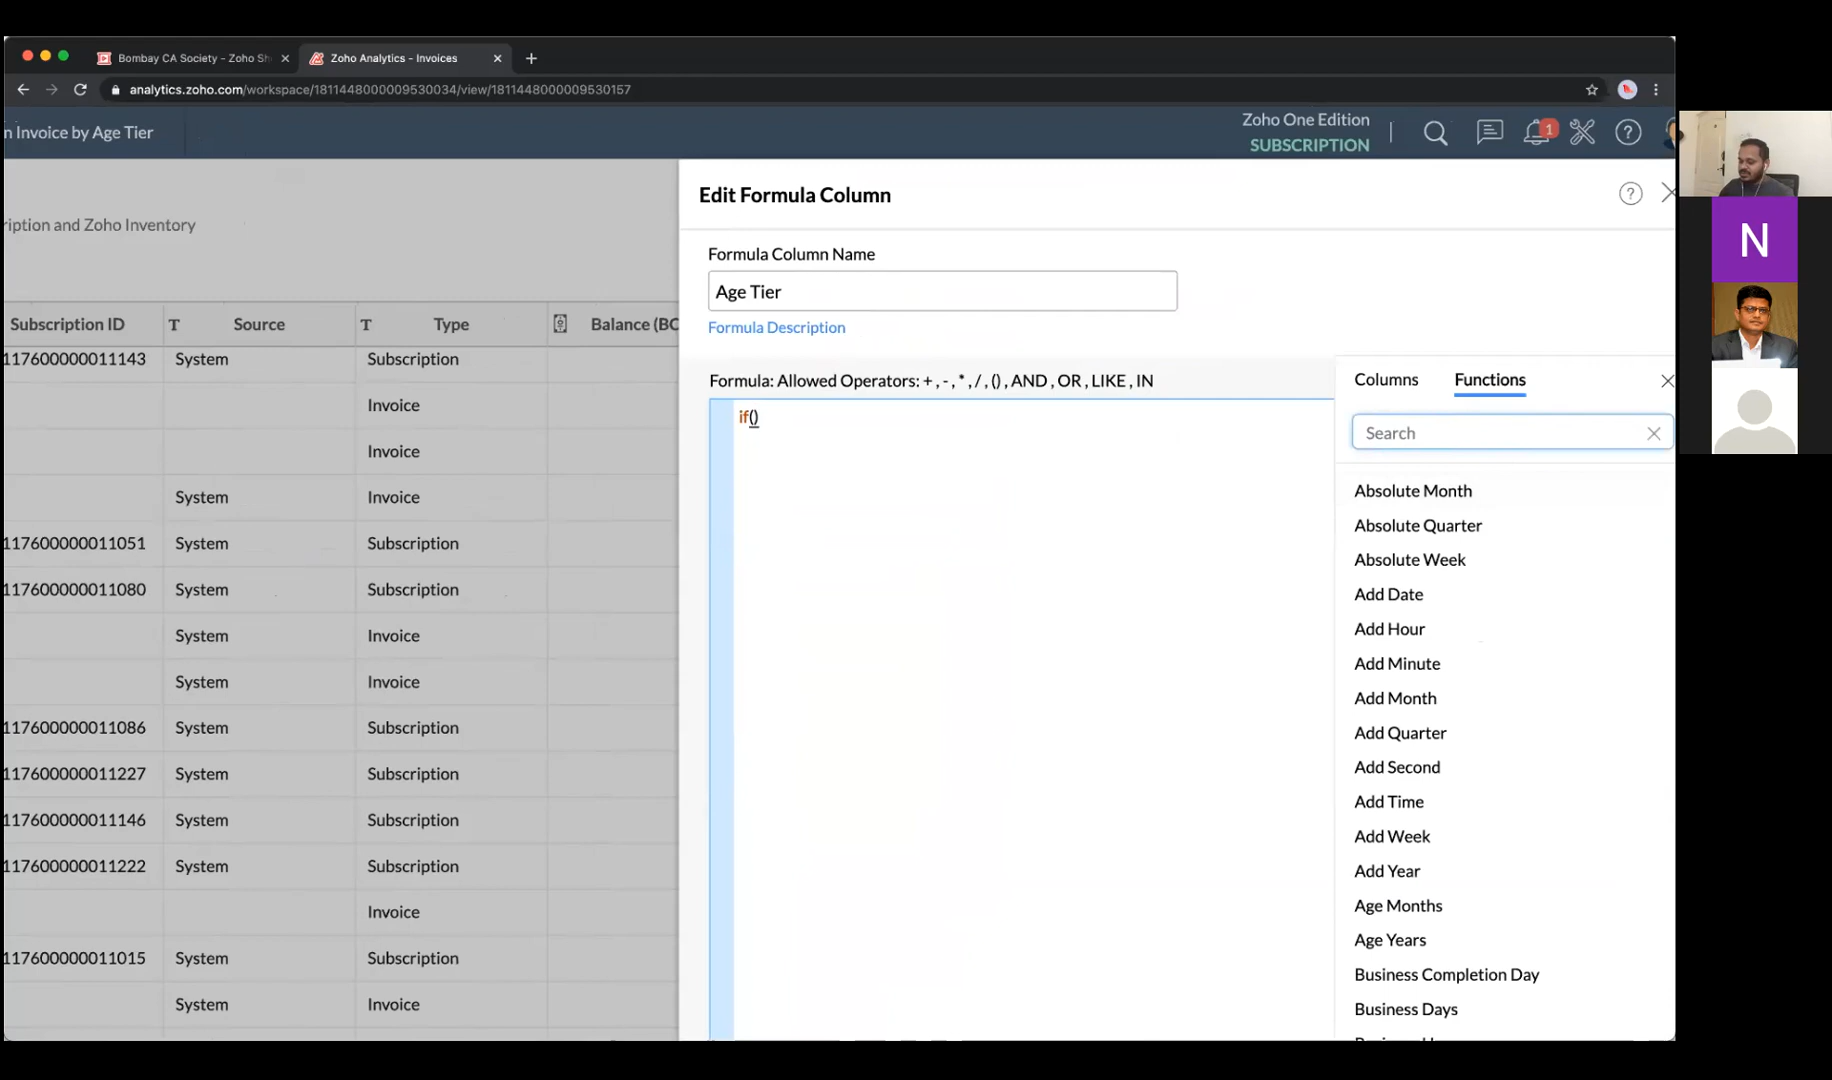 Bombay CA Society - Zoho Sh
Zoho Analytics - Invoices
analytics.zoho.com/workspace/1811448000009530034/view/1811448000009530157
n Invoice by Age Tier
Zoho One Edition
SUBSCRIPTION
1
ription and Zoho Inventory
Edit Formula Column
Formula Column Name
Age Tier
Formula Description
Formula: Allowed Operators: + , - , * , / , () , AND , OR , LIKE , IN
if()
Columns Functions
Search
Absolute Month
Absolute Quarter
Absolute Week
Add Date
Add Hour
Add Minute
Add Month
Add Quarter
Add Second
Add Time
Add Week
Add Year
Age Months
Age Years
Business Completion Day
Business Days
Subscription ID T Source T Type Balance (BC
117600000011143 System Subscription
Invoice
Invoice
System Invoice
117600000011051 System Subscription
117600000011080 System Subscription
System Invoice
System Invoice
117600000011086 System Subscription
117600000011227 System Subscription
117600000011146 System Subscription
117600000011222 System Subscription
Invoice
117600000011015 System Subscription
System Invoice
N